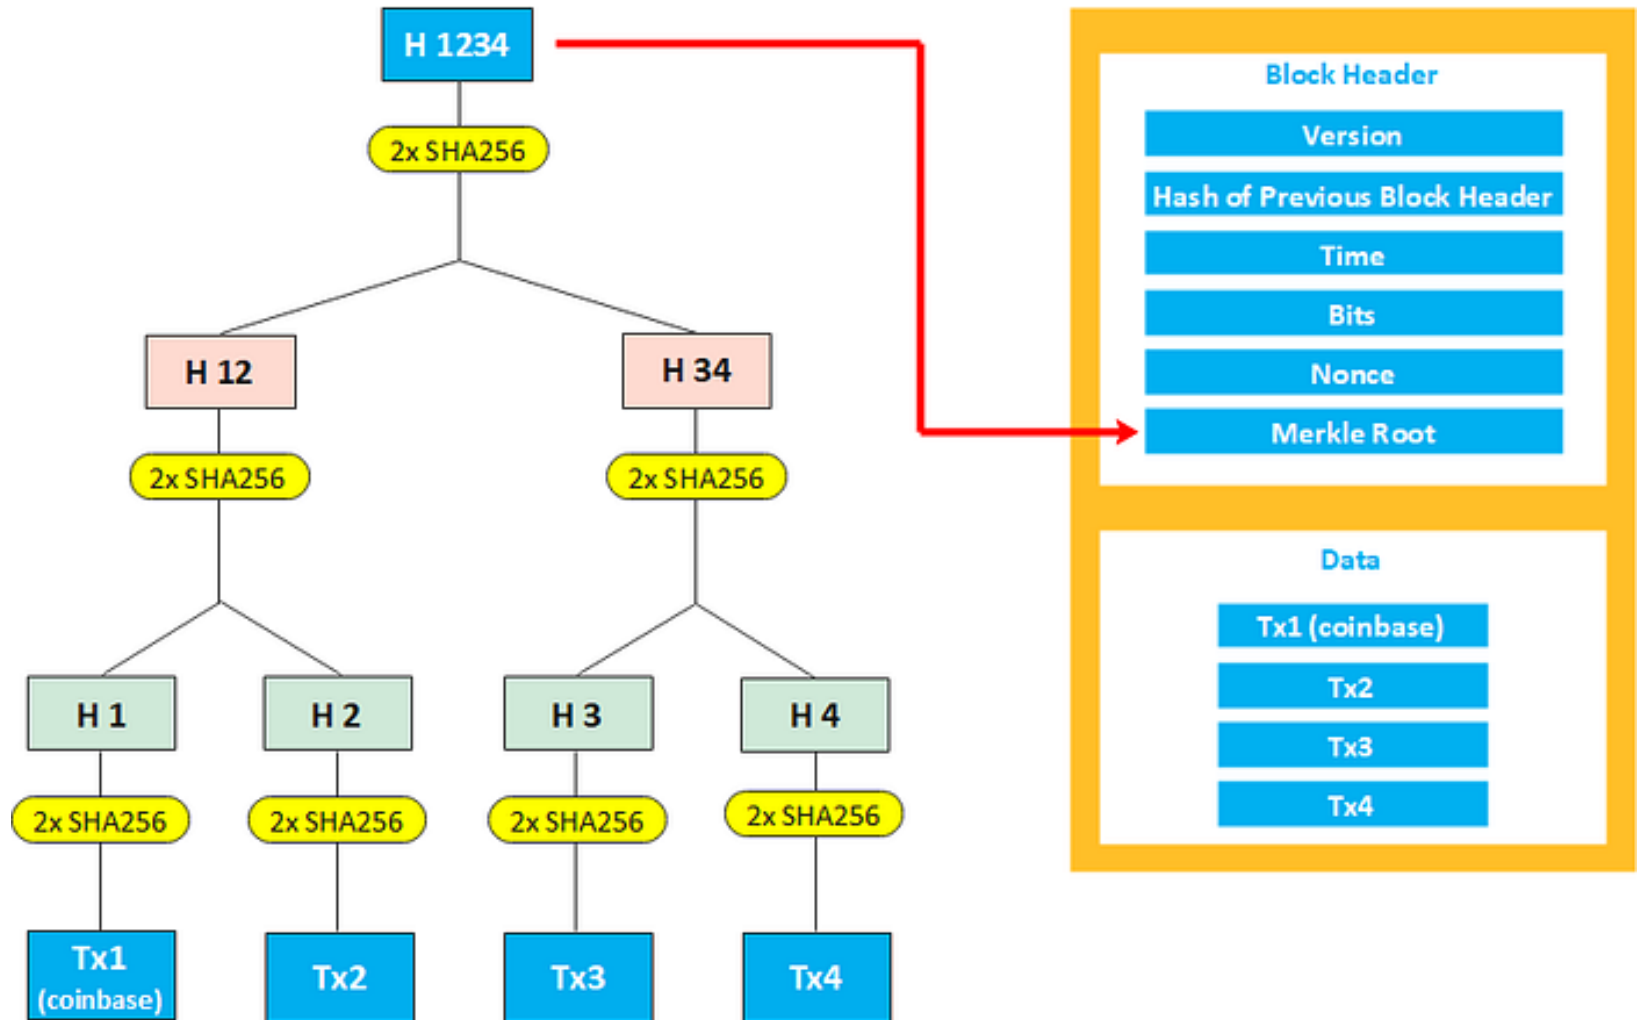 H 1234
2x SHA256
H 12
H 34
2x SHA256
2x SHA256
H 1
H 2
H 3
H 4
2x SHA256
2x SHA256
2x SHA256
2x SHA256
Tx1
(coinbase)
Tx2
Tx3
Tx4
Block Header
Version
Hash of Previous Block Header
Time
Bits
Nonce
Merkle Root
Data
Tx1 (coinbase)
Tx2
Tx3
Tx4